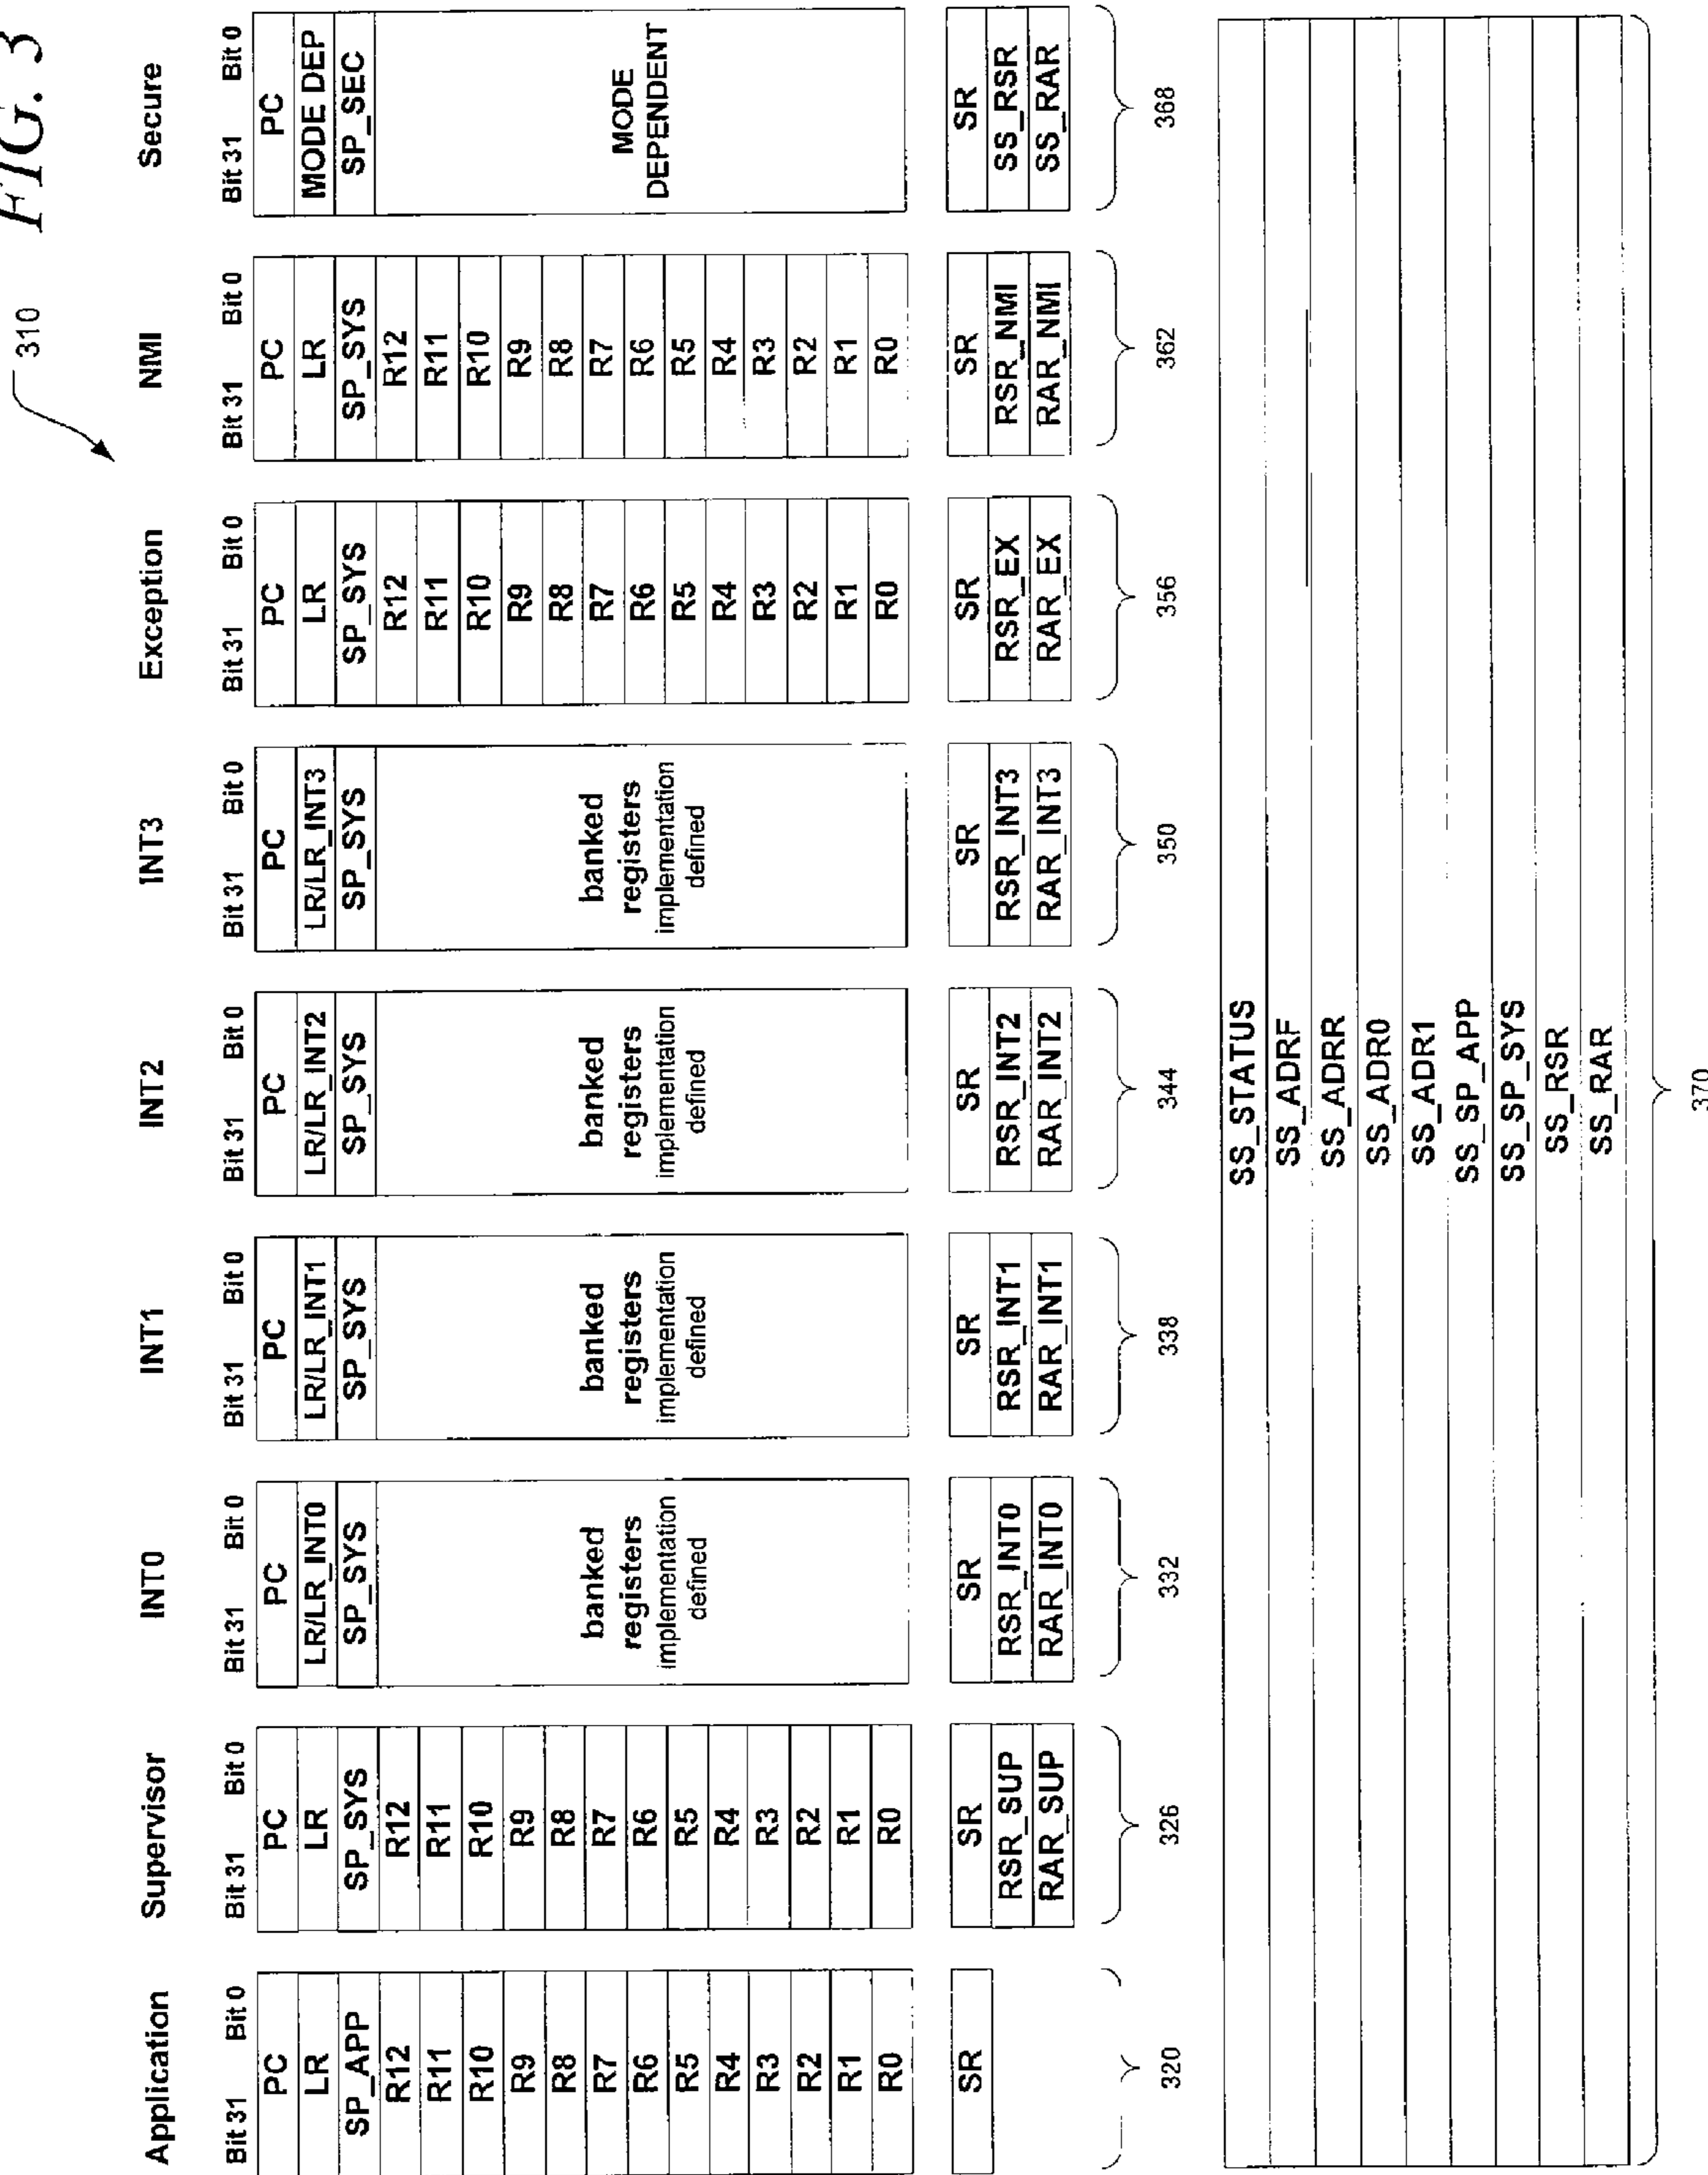 FIG. 3
310
Application
Bit 31 Bit 0
PC
LR
SP_APP
R12
R11
R10
R9
R8
R7
R6
R5
R4
R3
R2
R1
R0
SR
320
Supervisor
Bit 31 Bit 0
PC
LR
SP_SYS
R12
R11
R10
R9
R8
R7
R6
R5
R4
R3
R2
R1
R0
SR
RSR_SUP
RAR_SUP
326
INT0
Bit 31 Bit 0
PC
LR/LR_INT0
SP_SYS
banked
registers
implementation
defined
SR
RSR_INT0
RAR_INT0
332
INT1
Bit 31 Bit 0
PC
LR/LR_INT1
SP_SYS
banked
registers
implementation
defined
SR
RSR_INT1
RAR_INT1
338
INT2
Bit 31 Bit 0
PC
LR/LR_INT2
SP_SYS
banked
registers
implementation
defined
SR
RSR_INT2
RAR_INT2
344
INT3
Bit 31 Bit 0
PC
LR/LR_INT3
SP_SYS
banked
registers
implementation
defined
SR
RSR_INT3
RAR_INT3
350
Exception
Bit 31 Bit 0
PC
LR
SP_SYS
R12
R11
R10
R9
R8
R7
R6
R5
R4
R3
R2
R1
R0
SR
RSR_EX
RAR_EX
356
NMI
Bit 31 Bit 0
PC
LR
SP_SYS
R12
R11
R10
R9
R8
R7
R6
R5
R4
R3
R2
R1
R0
SR
RSR_NMI
RAR_NMI
362
Secure
Bit 31 Bit 0
PC
MODE DEP
SP_SEC
MODE
DEPENDENT
SR
SS_RSR
SS_RAR
368
SS_STATUS
SS_ADRF
SS_ADRR
SS_ADR0
SS_ADR1
SS_SP_APP
SS_SP_SYS
SS_RSR
SS_RAR
370